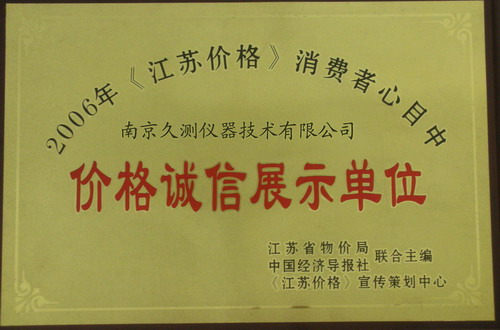 2006年《江苏价格》消费者心目中
南京久测仪器技术有限公司
价格诚信展示单位
江苏省物价局
中国经济导报社 联合主编
《江苏价格》宣传策划中心